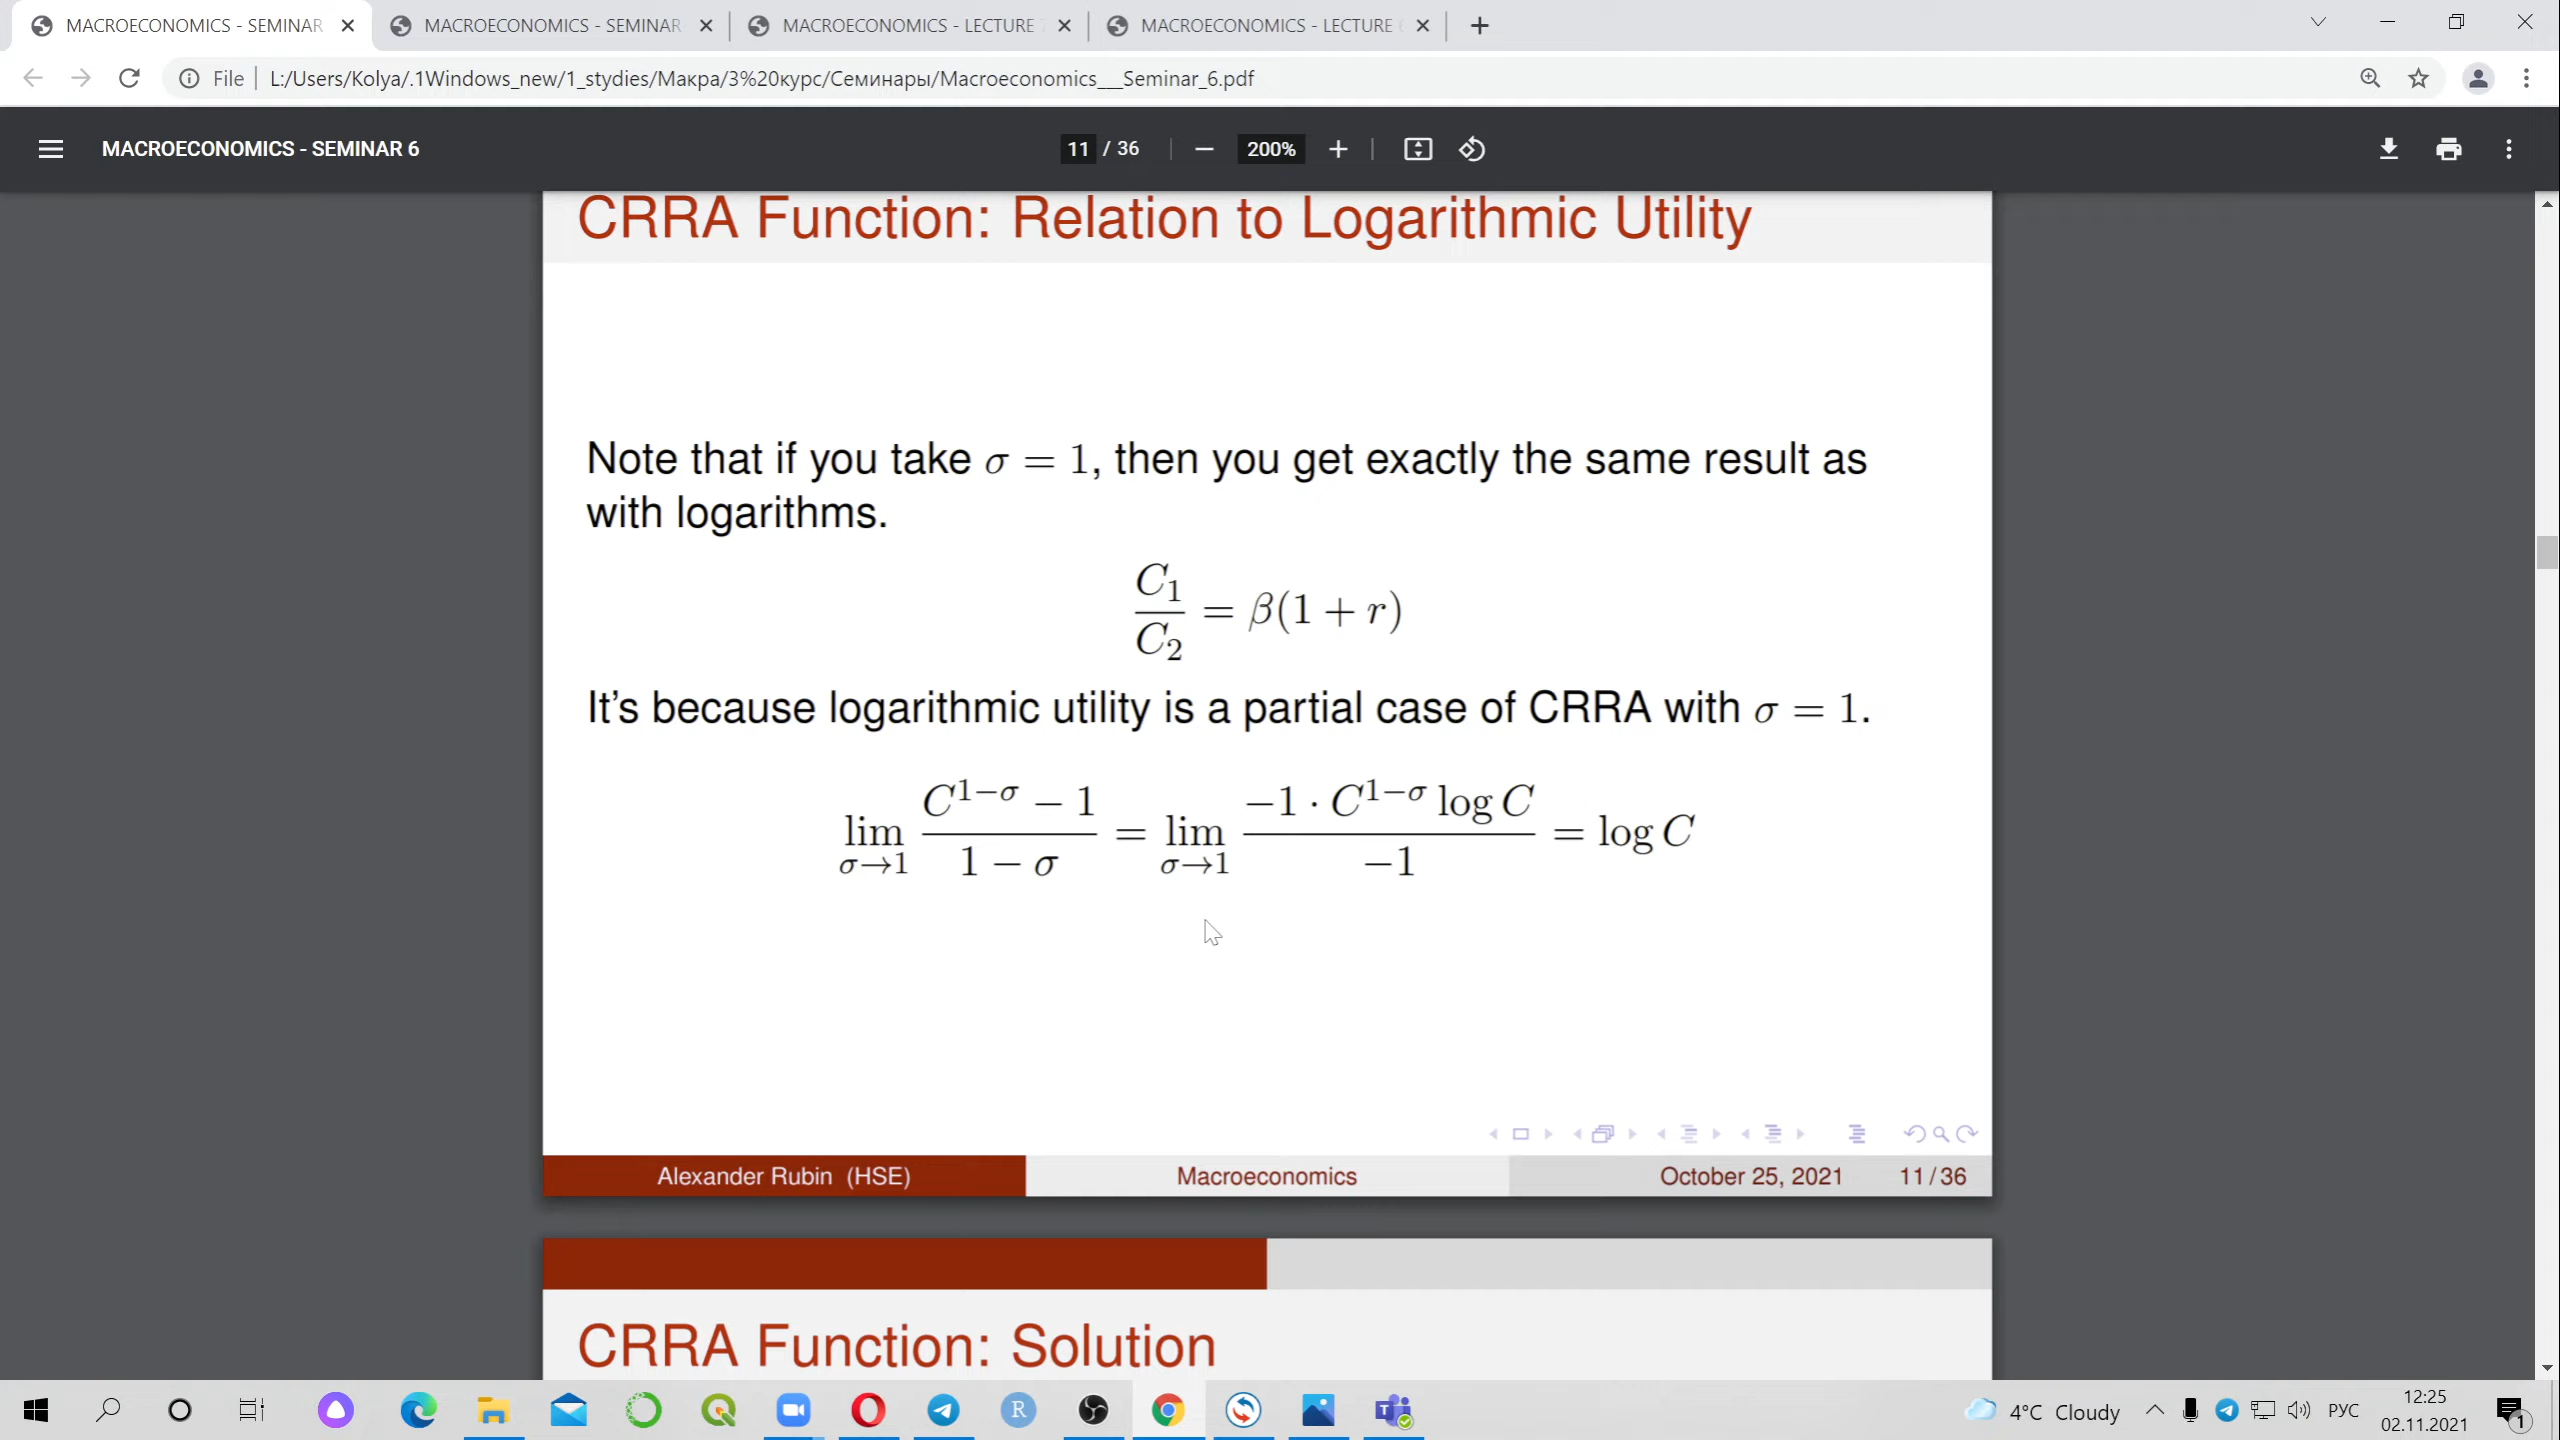 MACROECONOMICS - SEMINAR
MACROECONOMICS - SEMINAR
MACROECONOMICS - LECTURE 7
MACROECONOMICS - LECTURE
File
L:/Users/Kolya/.1Windows_new/1_stydies/Макра/3%20курс/Семинары/Macroeconomics___Seminar_6.pdf
MACROECONOMICS - SEMINAR 6
11 / 36
200%
CRRA Function: Relation to Logarithmic Utility
Note that if you take σ = 1, then you get exactly the same result as
with logarithms.
C₁/C₂ = β(1 + r)
It's because logarithmic utility is a partial case of CRRA with σ = 1.
lim σ→1 (C^{1−σ} − 1)/(1 − σ) = lim σ→1 (−1 · C^{1−σ} log C)/(−1) = log C
Alexander Rubin (HSE)
Macroeconomics
October 25, 2021
11 / 36
CRRA Function: Solution
4°C Cloudy
РУС
12:25
02.11.2021
1